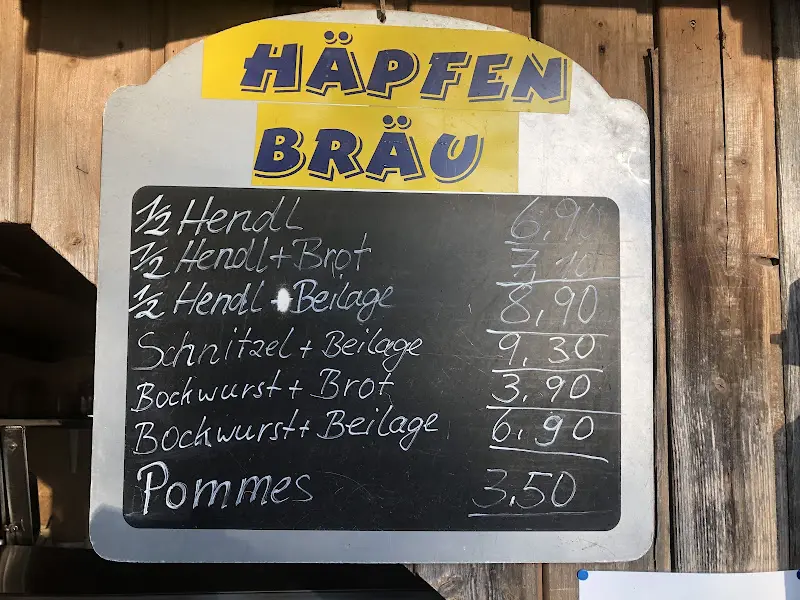 HÄPFEN
BRÄU
½ Hendl 6,90
½ Hendl + Brot 7,10
½ Hendl + Beilage 8,90
Schnitzel + Beilage 9,30
Bockwurst + Brot 3,90
Bockwurst + Beilage 6,90
Pommes 3,50